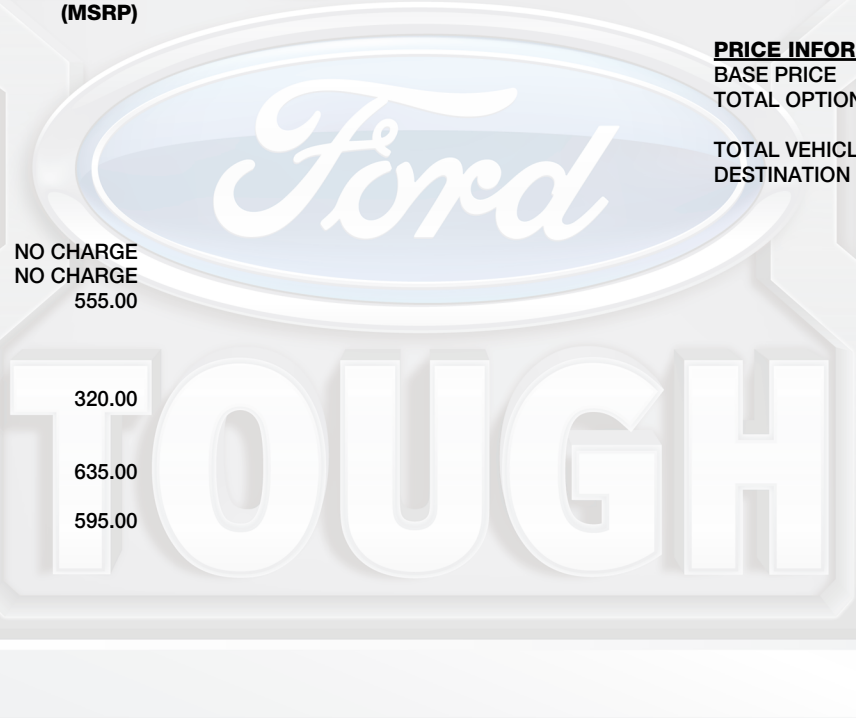 (MSRP)
PRICE INFOR
BASE PRICE
TOTAL OPTION
TOTAL VEHICL
DESTINATION
Ford
NO CHARGE
NO CHARGE
555.00
320.00
635.00
595.00
TOUGH